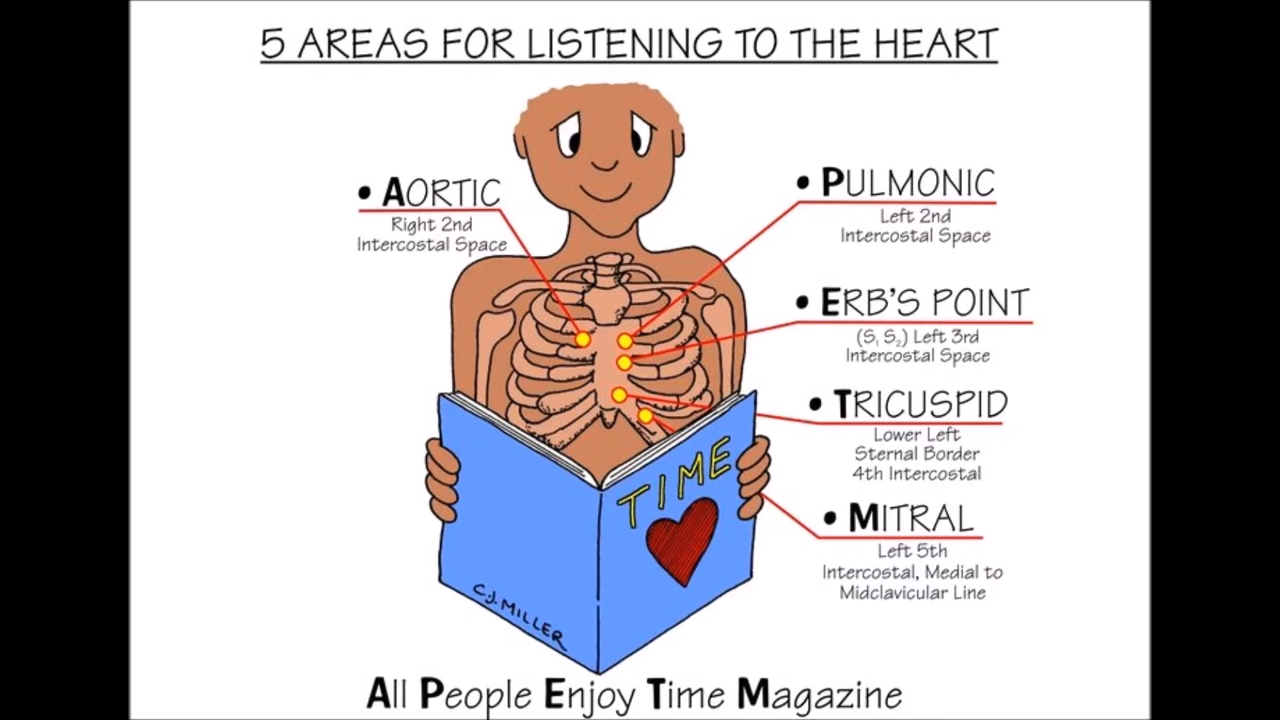 5 AREAS FOR LISTENING TO THE HEART
• AORTIC
Right 2nd
Intercostal Space
• PULMONIC
Left 2nd
Intercostal Space
• ERB'S POINT
(S₁ S₂) Left 3rd
Intercostal Space
• TRICUSPID
Lower Left
Sternal Border
4th Intercostal
• MITRAL
Left 5th
Intercostal, Medial to
Midclavicular Line
TIME
C.J. MILLER
All People Enjoy Time Magazine